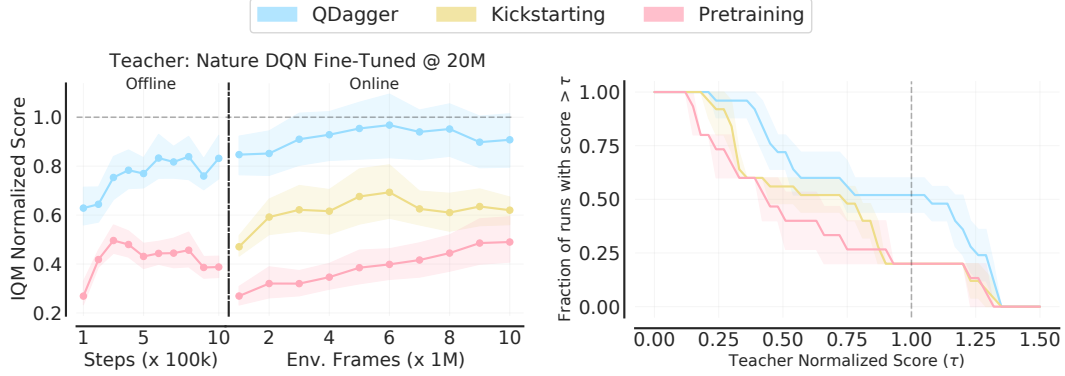 QDagger Kickstarting Pretraining
Teacher: Nature DQN Fine-Tuned @ 20M
Offline Online
IQM Normalized Score
1.0
0.8
0.6
0.4
0.2
1 5 10 2 4 6 8 10
Steps (x 100k) Env. Frames (x 1M)
Fraction of runs with score > τ
1.00
0.75
0.50
0.25
0.00
0.00 0.25 0.50 0.75 1.00 1.25 1.50
Teacher Normalized Score (τ)